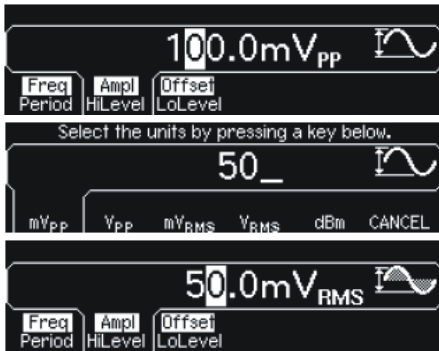 100.0mVPP
Freq Ampl Offset
Period HiLevel LoLevel
Select the units by pressing a key below.
50_
mVPP VPP mVRMS VRMS dBm CANCEL
50.0mVRMS
Freq Ampl Offset
Period HiLevel LoLevel